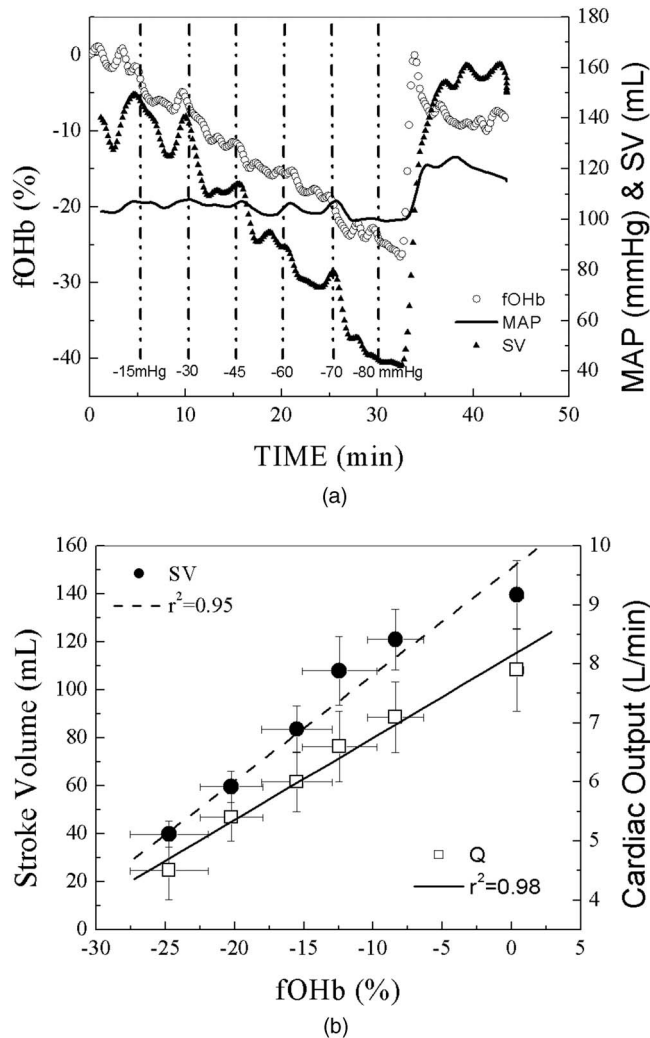 180
160
140
120
100
80
60
40
MAP (mmHg) & SV (mL)
0
-10
-20
-30
-40
fOHb (%)
fOHb
MAP
SV
-15mHg -30 -45 -60 -70 -80 mmHg
0 10 20 30 40 50
TIME (min)
(a)
160
140
120
100
80
60
40
20
0
Stroke Volume (mL)
SV
r²=0.95
Q
r²=0.98
10
9
8
7
6
5
4
Cardiac Output (L/min)
-30 -25 -20 -15 -10 -5 0 5
fOHb (%)
(b)